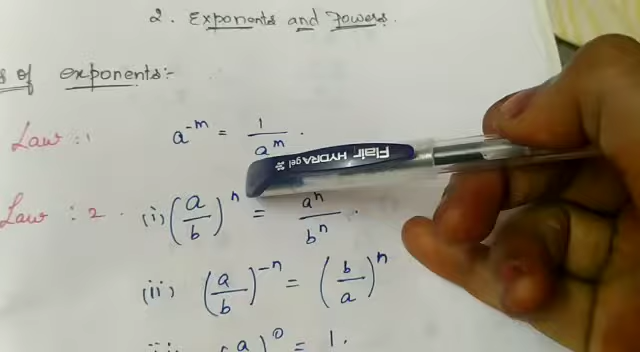 2. Exponents and Powers.
s of exponents:-
Law : 1 a^-m = 1/a^m .
Flair HYDRA gel
Law : 2 . (i) (a/b)^n = a^n/b^n .
(ii) (a/b)^-n = (b/a)^n
(a)^0 = 1.